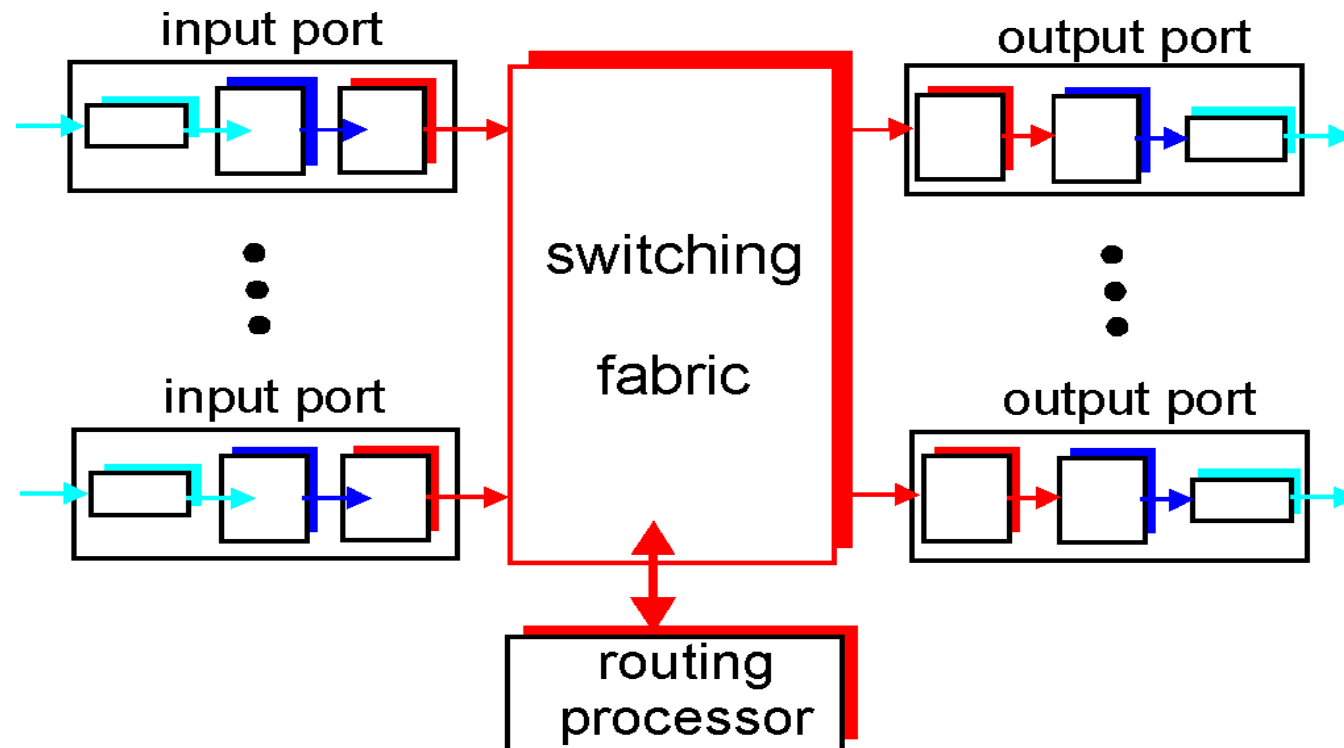 input port
output port
switching
fabric
input port
output port
routing
processor